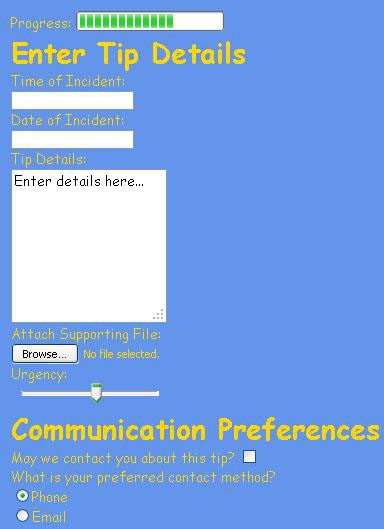 Progress:
Enter Tip Details
Time of Incident:
Date of Incident:
Tip Details:
Enter details here...
Attach Supporting File:
Browse... No file selected.
Urgency:
Communication Preferences
May we contact you about this tip?
What is your preferred contact method?
Phone
Email